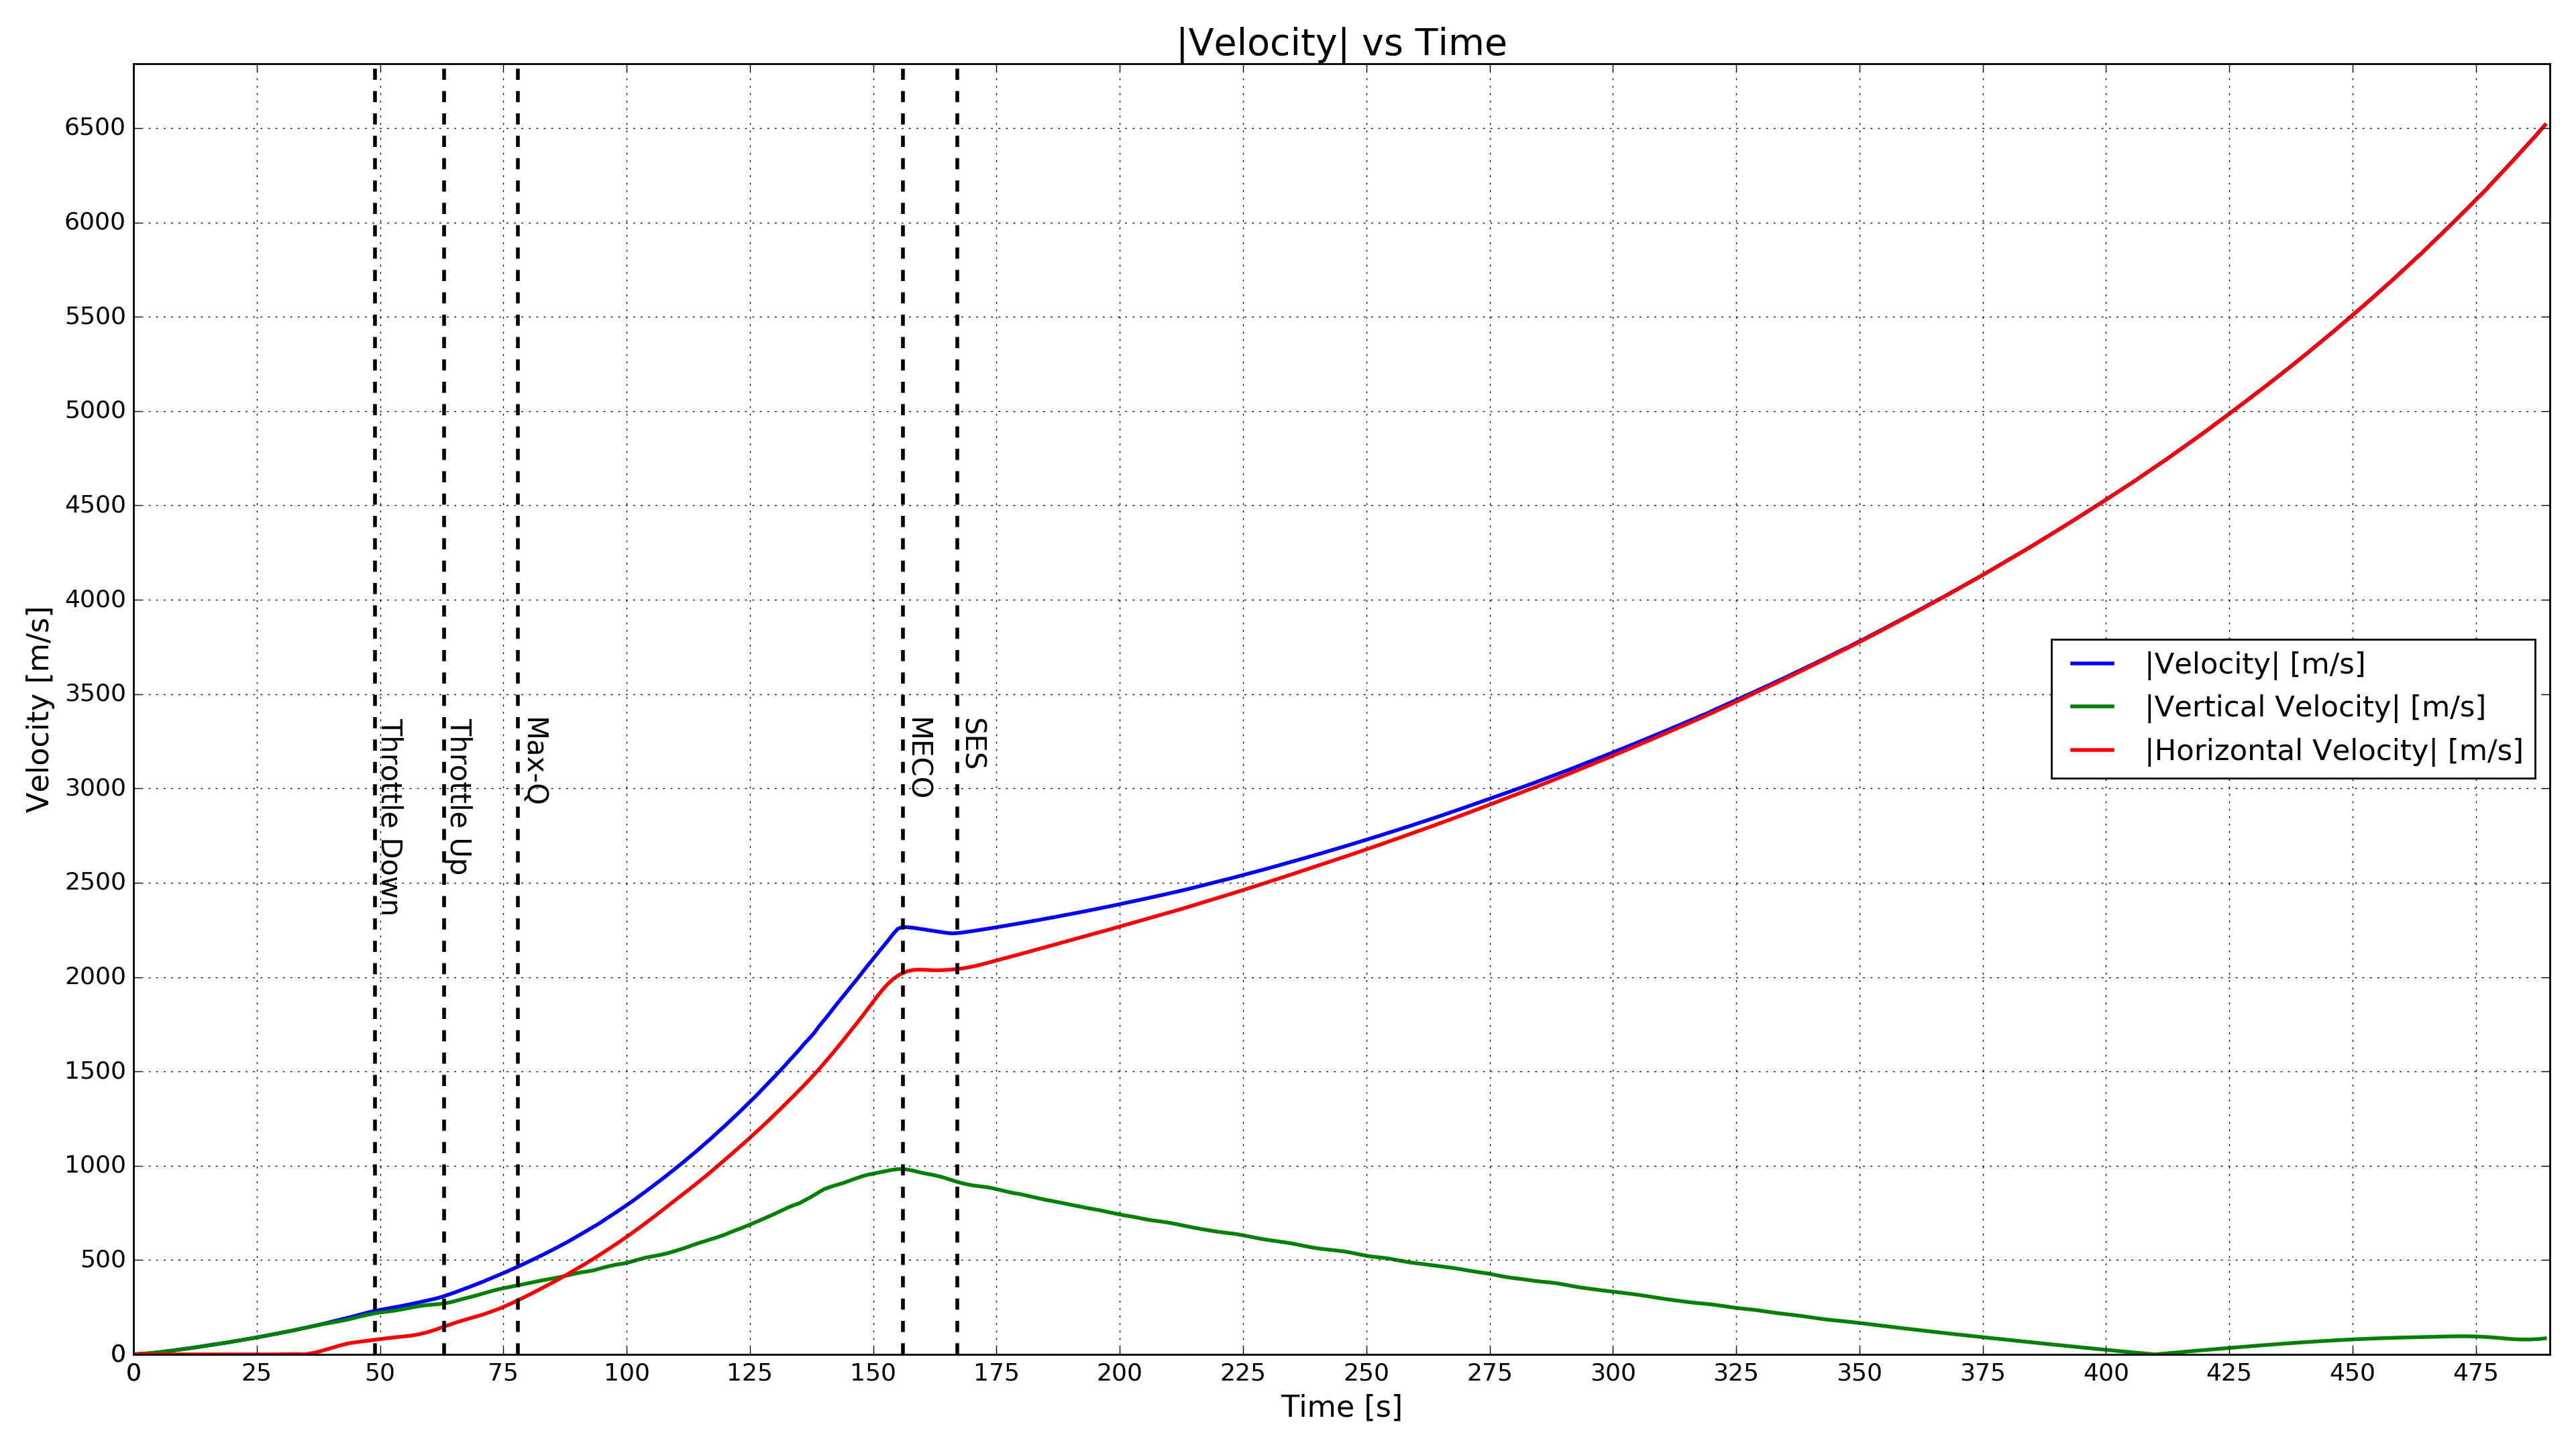 |Velocity| vs Time
Velocity [m/s]
6500
6000
5500
5000
4500
4000
3500
3000
2500
2000
1500
1000
500
0
Throttle Down
Throttle Up
Max-Q
MECO
SES
|Velocity| [m/s]
|Vertical Velocity| [m/s]
|Horizontal Velocity| [m/s]
0 25 50 75 100 125 150 175 200 225 250 275 300 325 350 375 400 425 450 475
Time [s]